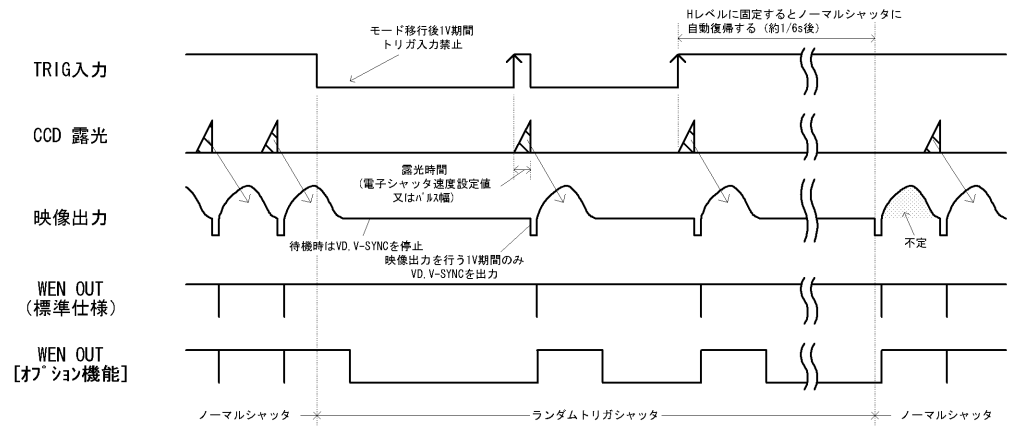 Hレベルに固定するとノーマルシャッタに
自動復帰する（約1/6s後）
モード移行後1V期間
トリガ入力禁止
TRIG入力
CCD 露光
露光時間
(電子シャッタ速度設定値
又はﾊﾟﾙｽ幅)
映像出力
待機時はVD,V-SYNCを停止
映像出力を行う1V期間のみ
VD,V-SYNCを出力
不定
WEN OUT
（標準仕様）
WEN OUT
[ｵﾌﾟｼｮﾝ機能]
ノーマルシャッタ
ランダムトリガシャッタ
ノーマルシャッタ